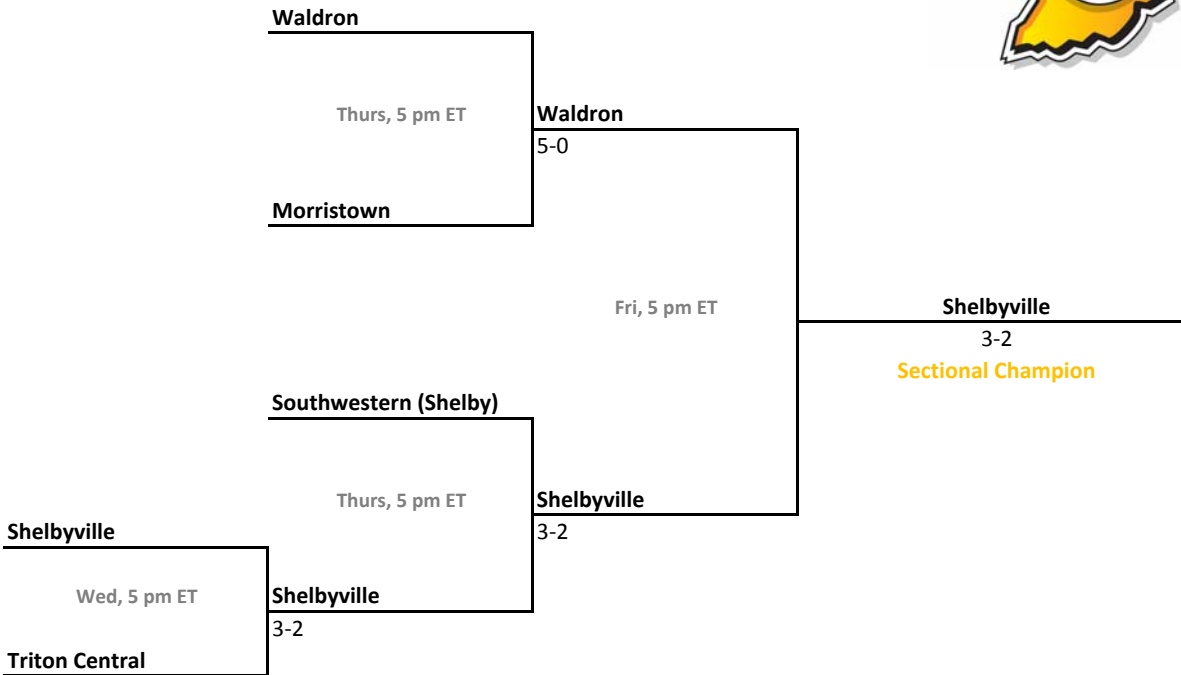 Waldron
Thurs, 5 pm ET
Waldron
5-0
Morristown
Fri, 5 pm ET
Shelbyville
3-2
Sectional Champion
Southwestern (Shelby)
Thurs, 5 pm ET
Shelbyville
3-2
Shelbyville
Wed, 5 pm ET
Shelbyville
3-2
Triton Central